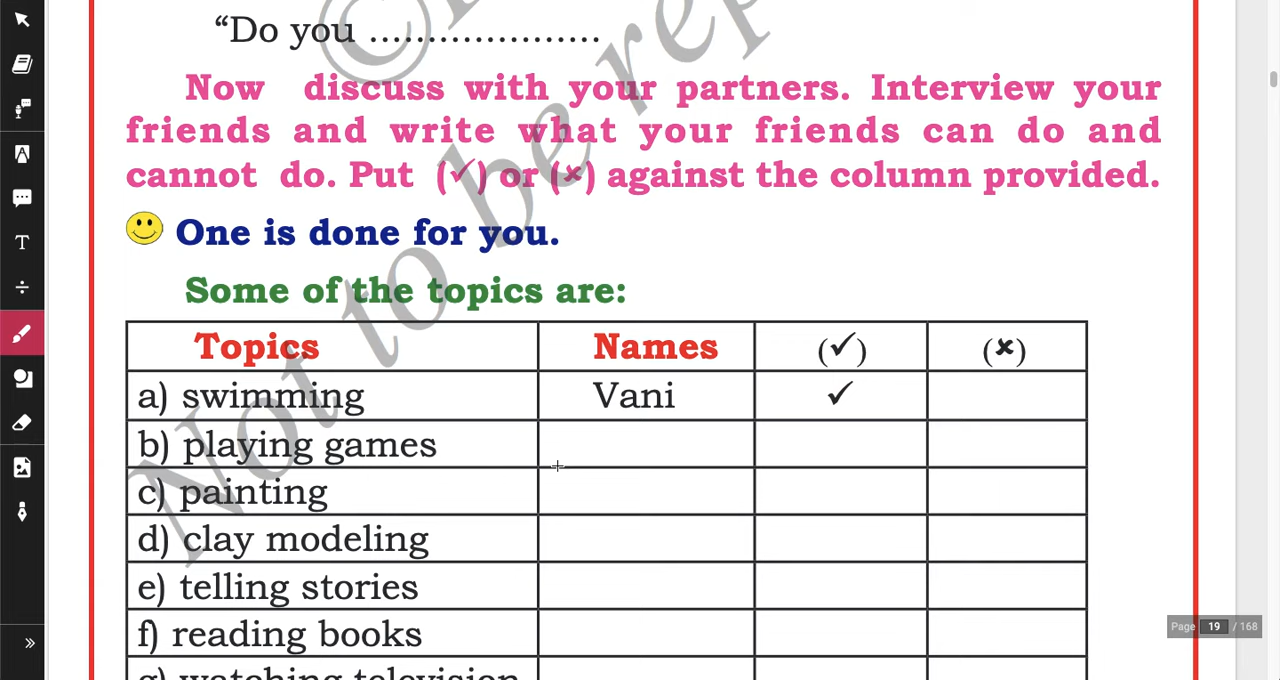 “Do you ....................
Now discuss with your partners. Interview your
friends and write what your friends can do and
cannot do. Put (✓) or (✘) against the column provided.
One is done for you.
Some of the topics are:
Topics Names (✓) (✘)
a) swimming Vani ✓
b) playing games
c) painting
d) clay modeling
e) telling stories
f) reading books
g) watching television
Page 19 / 168
Not to be rep